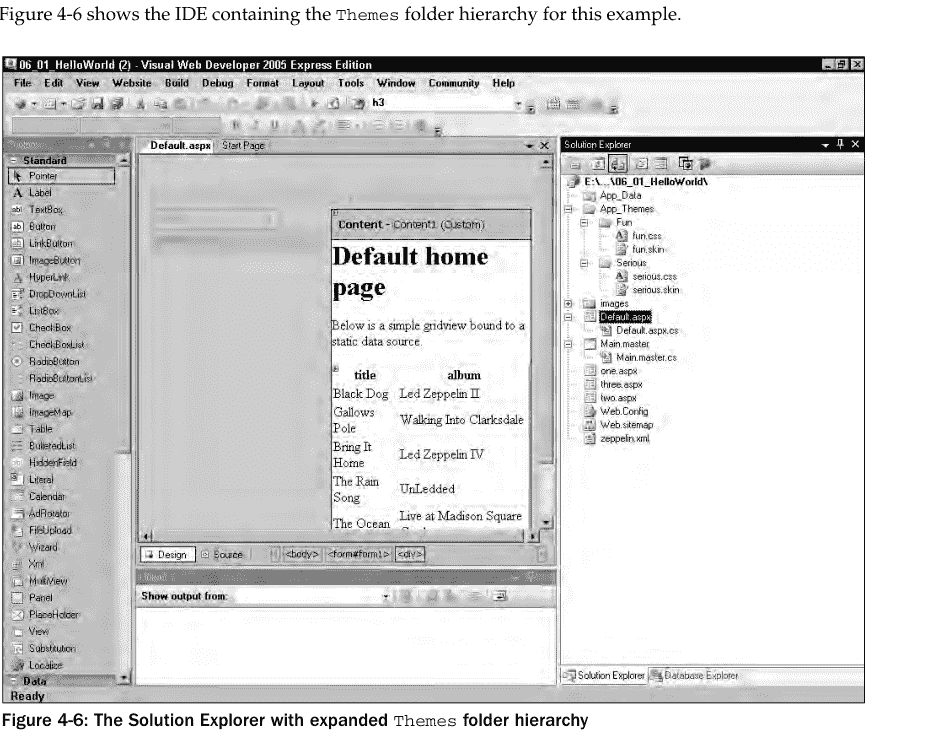 Figure 4-6 shows the IDE containing the Themes folder hierarchy for this example.
06_01_HelloWorld (2) - Visual Web Developer 2005 Express Edition
File Edit View Website Build Debug Format Layout Tools Window Community Help
h3
Standard
Pointer
Label
TextBox
Button
LinkButton
ImageButton
HyperLink
DropDownList
ListBox
CheckBox
CheckBoxList
RadioButton
RadioButtonList
Image
ImageMap
Table
BulletedList
HiddenField
Literal
Calendar
AdRotator
FileUpload
Wizard
Xml
MultiView
Panel
PlaceHolder
View
Substitution
Localize
Data
Default.aspx Start Page
Content - Content1 (Custom)
Default home
page
Below is a simple gridview bound to a
static data source.
title album
Black Dog Led Zeppelin II
Gallows Pole Walking Into Clarksdale
Bring It Home Led Zeppelin IV
The Rain Song UnLedded
The Ocean Live at Madison Square
Design Source <body> <form#form1> <div>
Show output from:
Solution Explorer
E:\...\06_01_HelloWorld\
App_Data
App_Themes
Fun
fun.css
fun.skin
Serious
serious.css
serious.skin
images
Default.aspx
Default.aspx.cs
Main.master
Main.master.cs
one.aspx
three.aspx
two.aspx
Web.Config
Web.sitemap
zeppelin.xml
Solution Explorer Database Explorer
Ready
Figure 4-6: The Solution Explorer with expanded Themes folder hierarchy